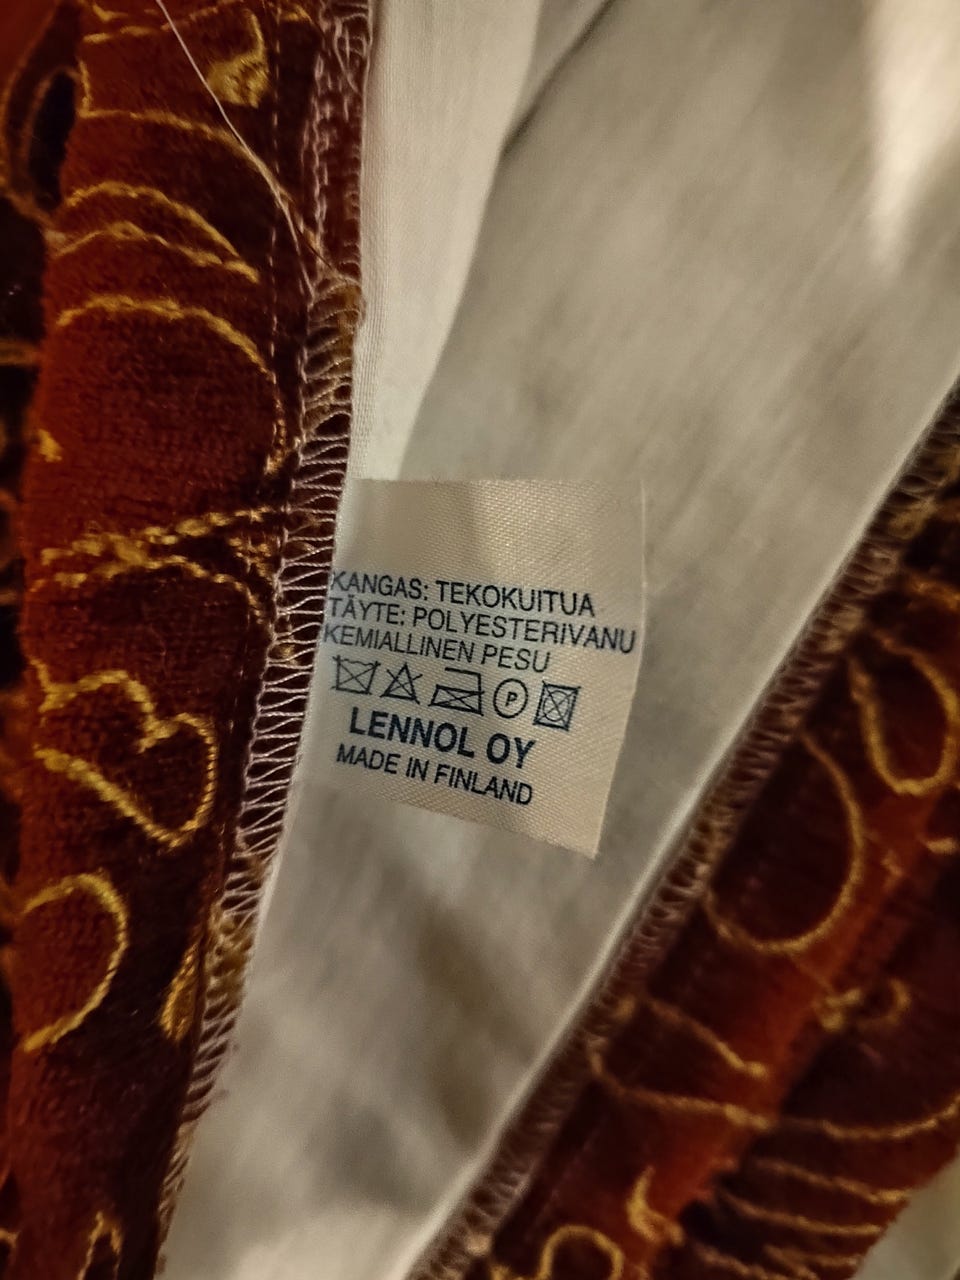 KANGAS: TEKOKUITUA
TÄYTE: POLYESTERIVANU
KEMIALLINEN PESU
P
LENNOL OY
MADE IN FINLAND